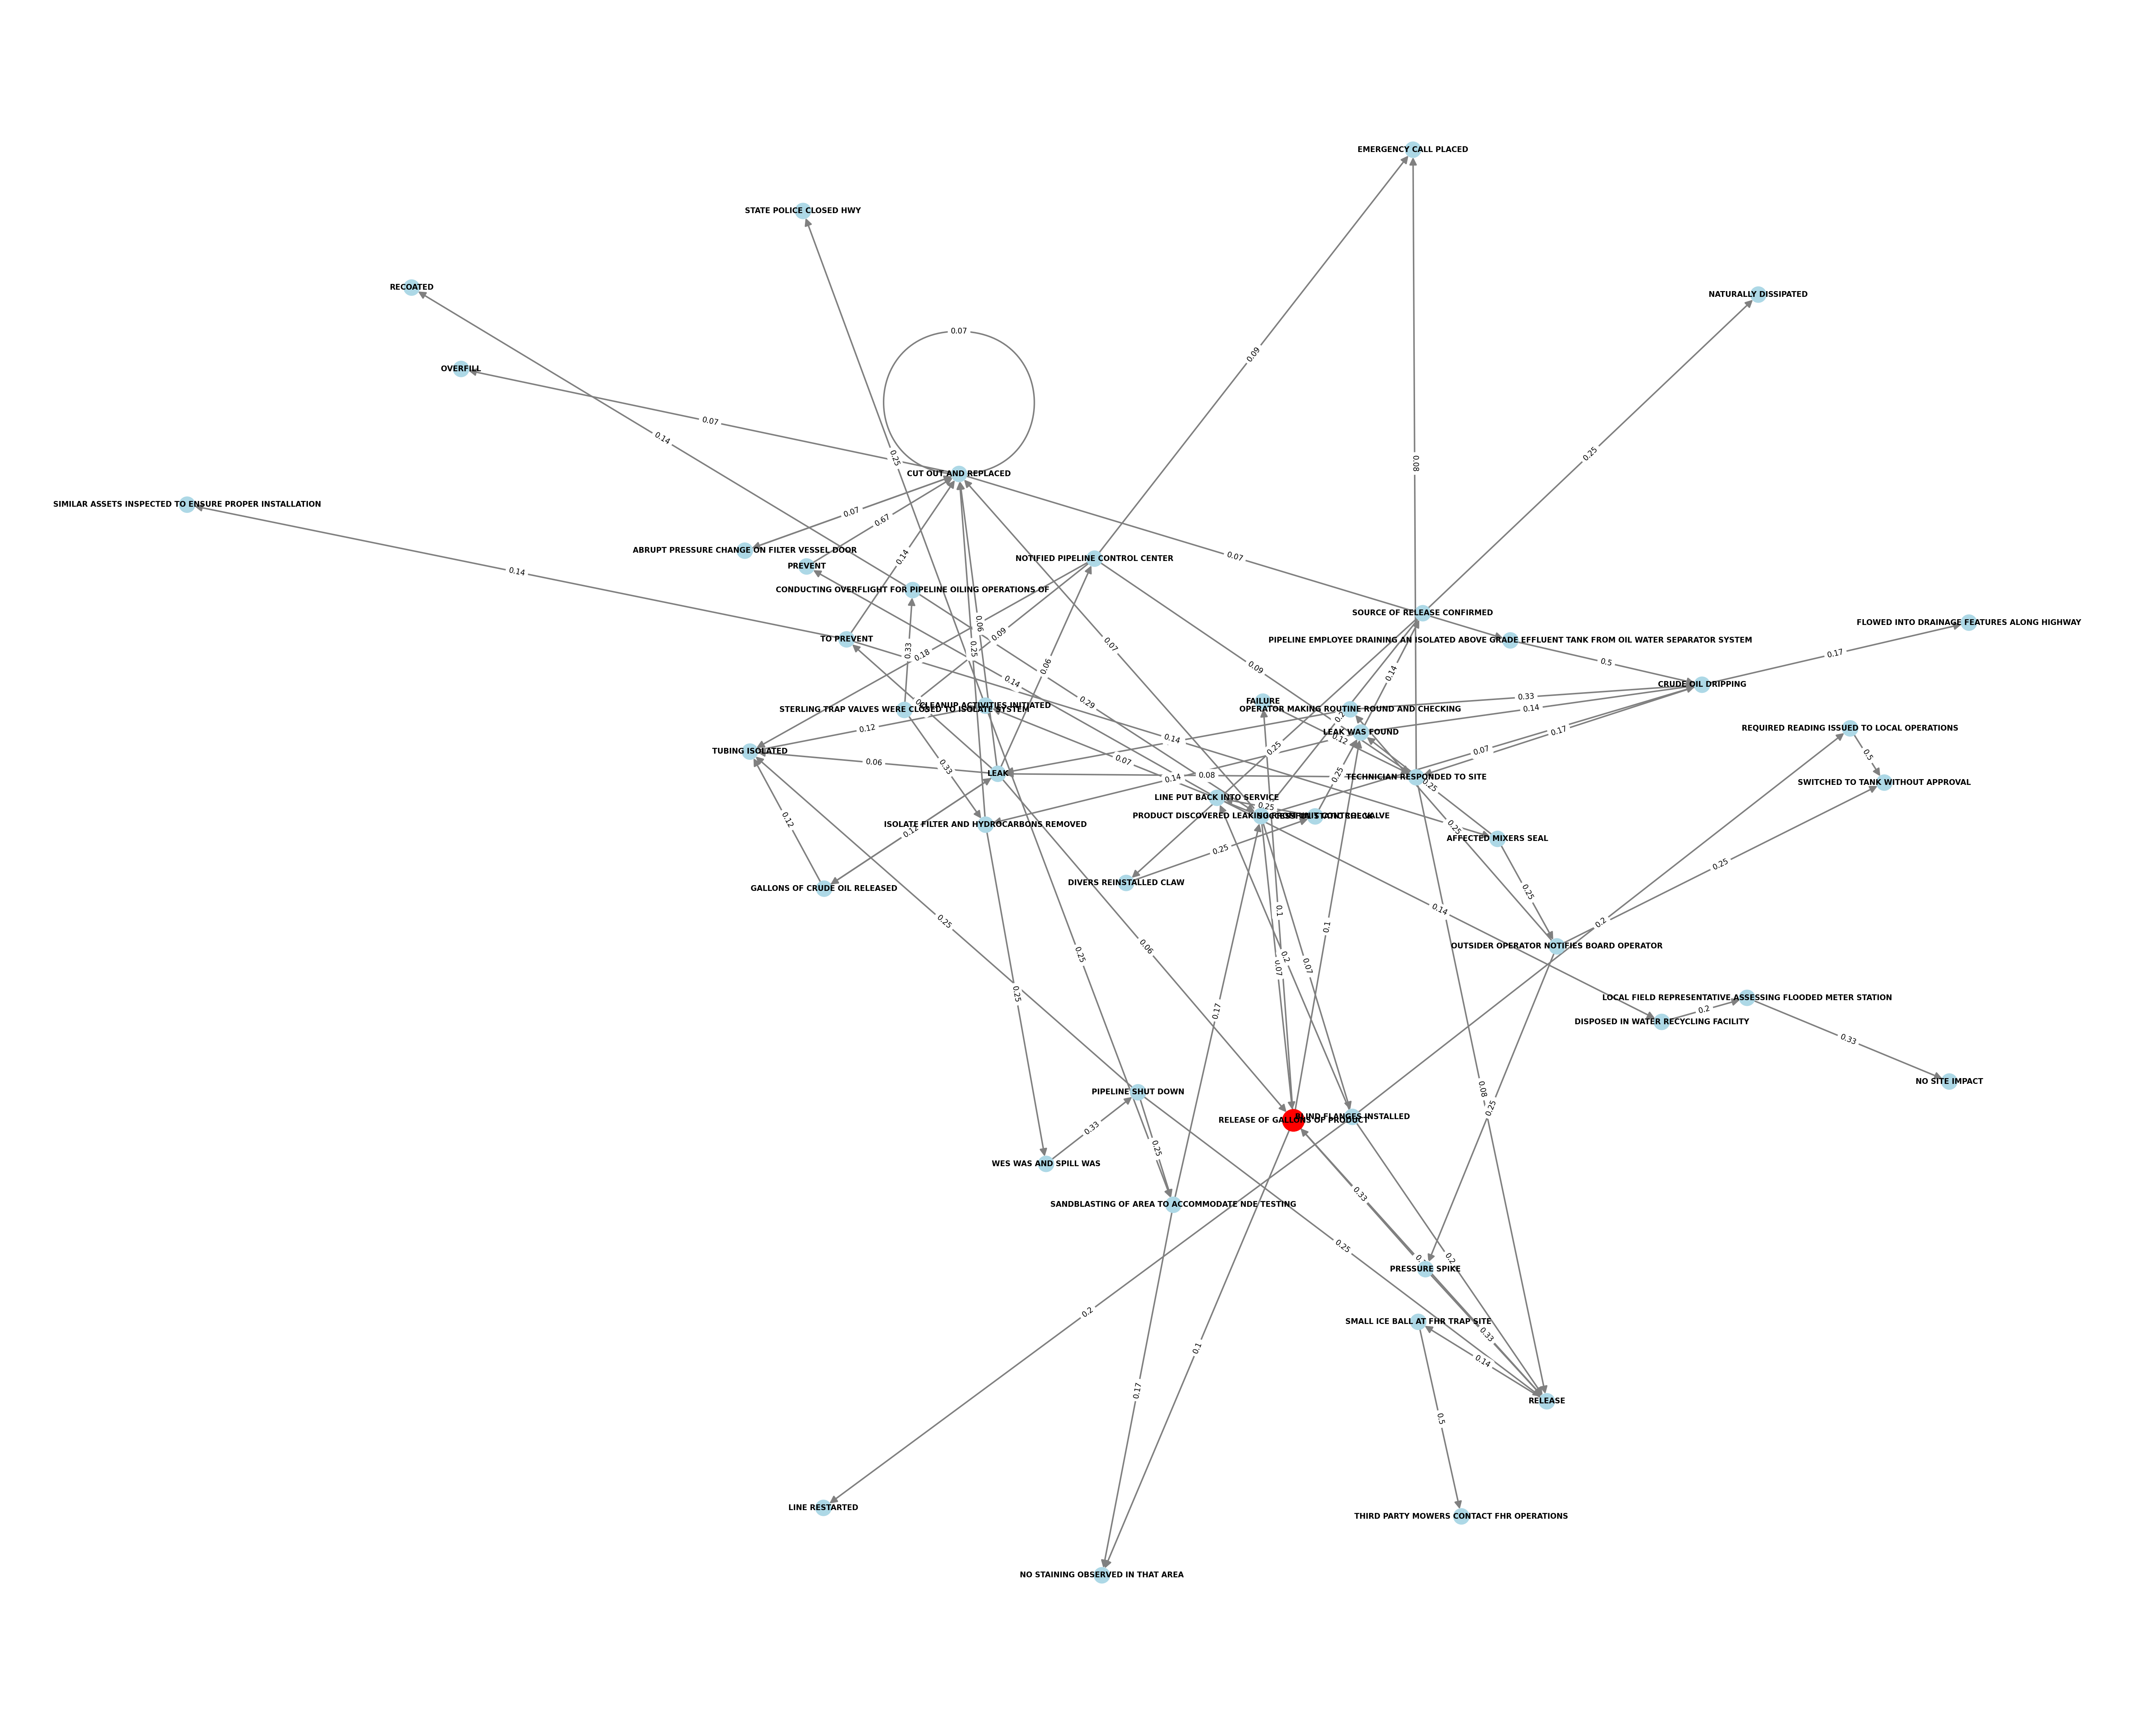 EMERGENCY CALL PLACED
STATE POLICE CLOSED HWY
RECOATED
NATURALLY DISSIPATED
0.07
0.09
OVERFILL
0.07
0.14
0.25
0.25
0.08
CUT OUT AND REPLACED
SIMILAR ASSETS INSPECTED TO ENSURE PROPER INSTALLATION
0.07
0.67
ABRUPT PRESSURE CHANGE ON FILTER VESSEL DOOR
0.14
0.07
NOTIFIED PIPELINE CONTROL CENTER
PREVENT
0.14
CONDUCTING OVERFLIGHT FOR PIPELINE OILING OPERATIONS OF
SOURCE OF RELEASE CONFIRMED
FLOWED INTO DRAINAGE FEATURES ALONG HIGHWAY
0.06
0.09
TO PREVENT
0.07
PIPELINE EMPLOYEE DRAINING AN ISOLATED ABOVE GRADE EFFLUENT TANK FROM OIL WATER SEPARATOR SYSTEM
0.33
0.25
0.18
0.17
0.5
0.06
0.09
0.14
0.14
CRUDE OIL DRIPPING
0.29
FAILURE
0.33
CLEANUP ACTIVITIES INITIATED
STERLING TRAP VALVES WERE CLOSED TO ISOLATE SYSTEM
OPERATOR MAKING ROUTINE ROUND AND CHECKING
0.14
0.12
REQUIRED READING ISSUED TO LOCAL OPERATIONS
LEAK WAS FOUND
0.17
0.14
0.12
TUBING ISOLATED
0.25
0.07
0.5
0.06
0.33
0.07
LEAK
0.14
0.08
0.25
TECHNICIAN RESPONDED TO SITE
SWITCHED TO TANK WITHOUT APPROVAL
0.25
LINE PUT BACK INTO SERVICE
0.25
PRODUCT DISCOVERED LEAKING FROM
VALVE
0.12
0.12
ISOLATE FILTER AND HYDROCARBONS REMOVED
0.25
AFFECTED MIXERS SEAL
0.25
0.25
DIVERS REINSTALLED CLAW
GALLONS OF CRUDE OIL RELEASED
0.25
0.25
0.1
0.14
0.2
0.1
0.06
OUTSIDER OPERATOR NOTIFIES BOARD OPERATOR
0.25
0.2
0.07
0.07
0.25
LOCAL FIELD REPRESENTATIVE ASSESSING FLOODED METER STATION
0.17
0.2
DISPOSED IN WATER RECYCLING FACILITY
0.33
NO SITE IMPACT
PIPELINE SHUT DOWN
0.08
0.25
BLIND FLANGES INSTALLED
RELEASE OF GALLONS OF PRODUCT
0.33
0.25
WES WAS AND SPILL WAS
0.33
SANDBLASTING OF AREA TO ACCOMMODATE NDE TESTING
0.25
0.2
PRESSURE SPIKE
0.2
SMALL ICE BALL AT FHR TRAP SITE
0.33
0.1
0.14
0.17
RELEASE
0.5
LINE RESTARTED
THIRD PARTY MOWERS CONTACT FHR OPERATIONS
NO STAINING OBSERVED IN THAT AREA